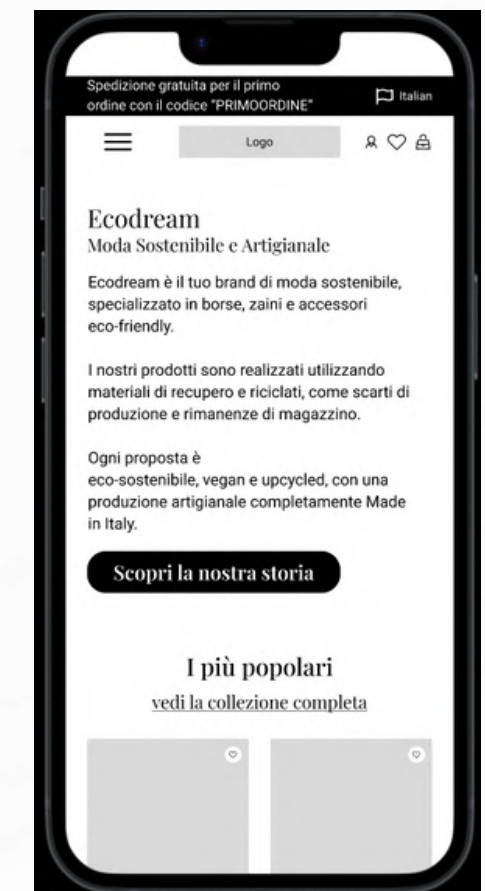 Spedizione gratuita per il primo
ordine con il codice "PRIMOORDINE"
Italian
Logo
Ecodream
Moda Sostenibile e Artigianale
Ecodream è il tuo brand di moda sostenibile,
specializzato in borse, zaini e accessori
eco-friendly.
I nostri prodotti sono realizzati utilizzando
materiali di recupero e riciclati, come scarti di
produzione e rimanenze di magazzino.
Ogni proposta è
eco-sostenibile, vegan e upcycled, con una
produzione artigianale completamente Made
in Italy.
Scopri la nostra storia
I più popolari
vedi la collezione completa